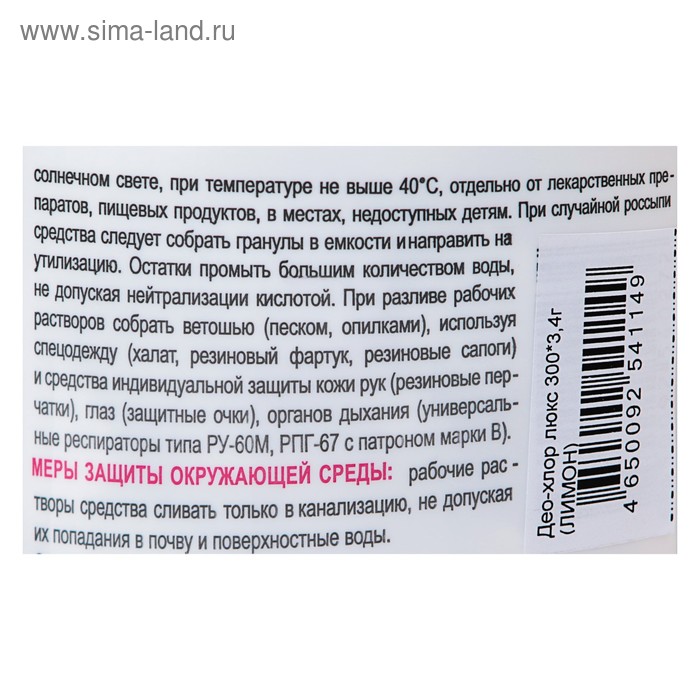 www.sima-land.ru
солнечном свете, при температуре не выше 40°С, отдельно от лекарственных пре-
паратов, пищевых продуктов, в местах, недоступных детям. При случайной россыпи
средства следует собрать гранулы в емкости и направить на
утилизацию. Остатки промыть большим количеством воды,
не допуская нейтрализации кислотой. При разливе рабочих
растворов собрать ветошью (песком, опилками), используя
спецодежду (халат, резиновый фартук, резиновые сапоги)
и средства индивидуальной защиты кожи рук (резиновые пер-
чатки), глаз (защитные очки), органов дыхания (универсаль-
ные респираторы типа РУ-60М, РПГ-67 с патроном марки В).
МЕРЫ ЗАЩИТЫ ОКРУЖАЮЩЕЙ СРЕДЫ: рабочие рас-
творы средства сливать только в канализацию, не допуская
их попадания в почву и поверхностные воды.
Део-хлор люкс 300*3,4г
(ЛИМОН)
4 650092 541149